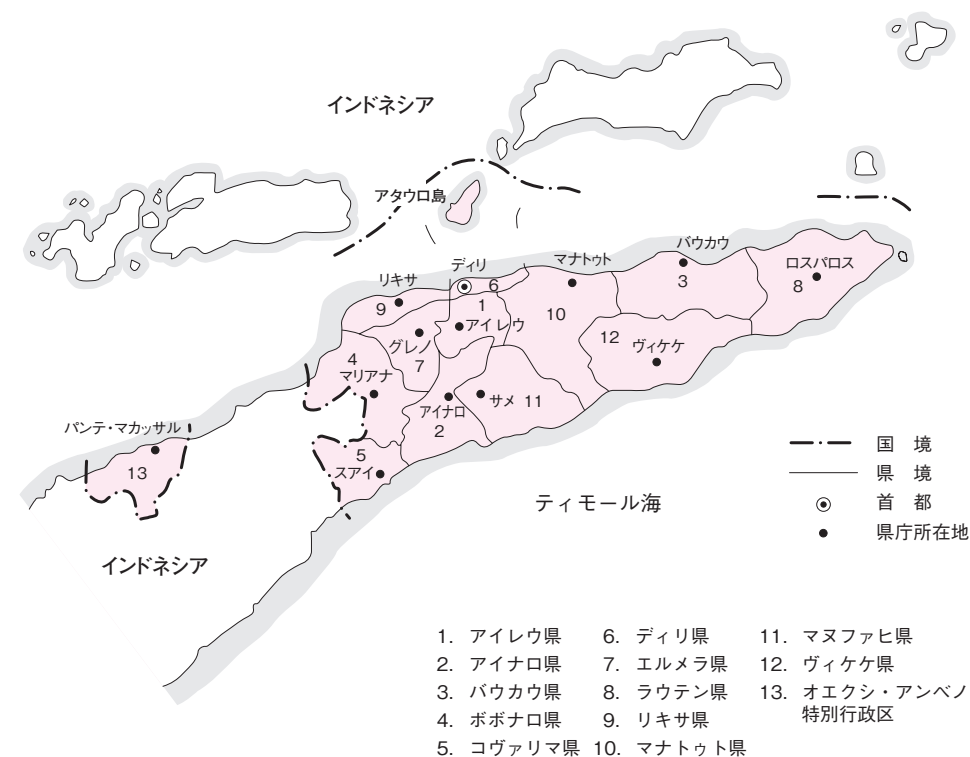 インドネシア
アタウロ島
バウカウ
マナトゥト
ディリ
ロスパロス
リキサ
6
3
8
9
1
10
アイレウ
グレノ
12
ヴィケケ
4
7
マリアナ
アイナロ
サメ 11
2
パンテ・マカッサル
5
スアイ
13
国 境
県 境
首 都
県庁所在地
ティモール海
インドネシア
1. アイレウ県
2. アイナロ県
3. バウカウ県
4. ボボナロ県
5. コヴァリマ県
6. ディリ県
7. エルメラ県
8. ラウテン県
9. リキサ県
10. マナトゥト県
11. マヌファヒ県
12. ヴィケケ県
13. オエクシ・アンベノ
特別行政区